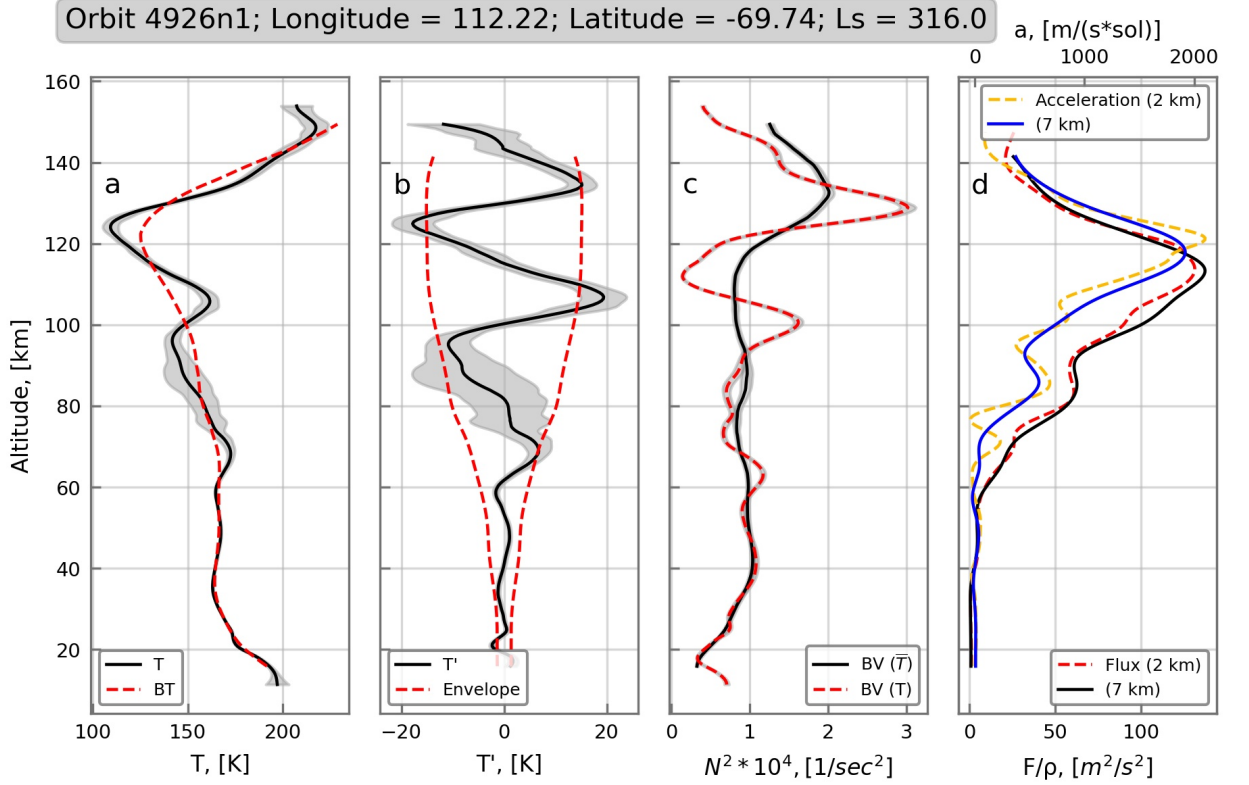 Orbit 4926n1; Longitude = 112.22; Latitude = -69.74; Ls = 316.0
a, [m/(s*sol)]
0 1000 2000
160
140
120
100
80
60
40
20
Altitude, [km]
a
T
BT
100 150 200
T, [K]
b
T'
Envelope
−20 0 20
T', [K]
c
BV (T̅)
BV (T)
0 1 2 3
N² * 10⁴, [1/sec²]
Acceleration (2 km)
(7 km)
d
Flux (2 km)
(7 km)
0 50 100
F/ρ, [m²/s²]